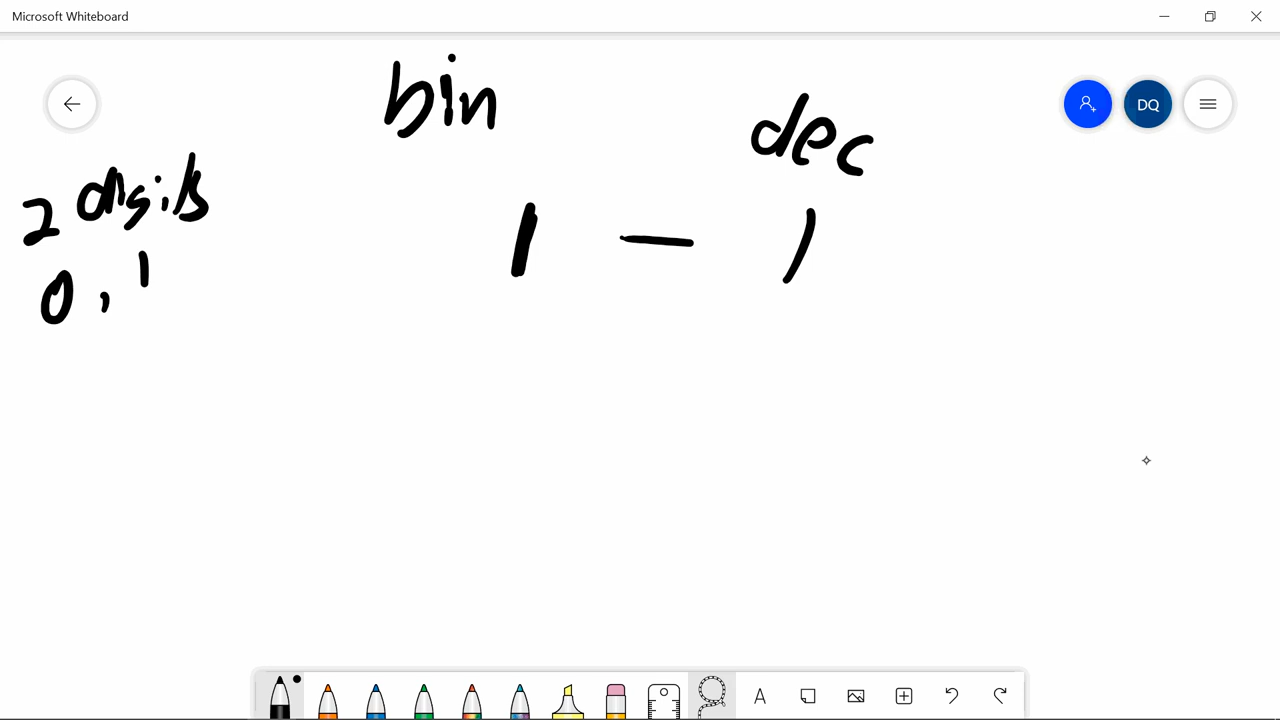 Microsoft Whiteboard
bin
dec
DQ
2 digits
0, 1
1 — 1
A